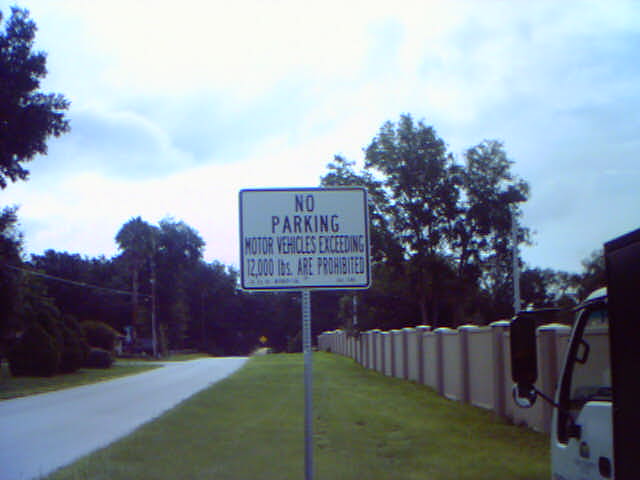 NO
PARKING
MOTOR VEHICLES EXCEEDING
12,000 lbs. ARE PROHIBITED